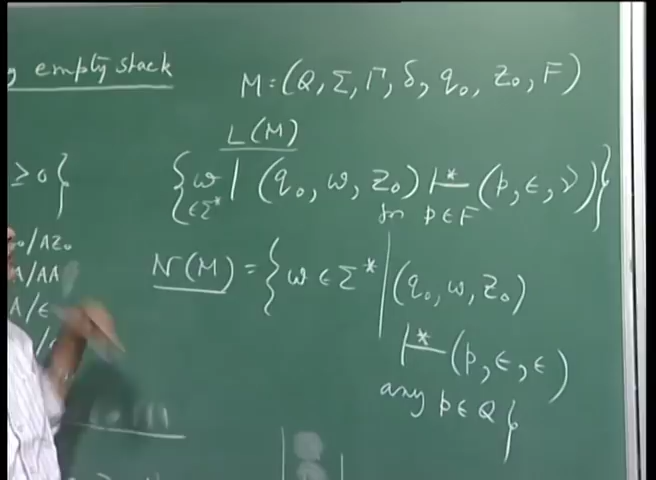 empty stack
M = (Q, Σ, Γ, δ, q₀, z₀, F)
L(M)
≥ 0}
{w ∈ Σ* | (q₀, w, z₀) ⊢* (p, ϵ, γ)}
for p ∈ F
/AZ₀
A/AA
A/ϵ
N(M) = {w ∈ Σ* | (q₀, w, z₀)
⊢* (p, ϵ, ϵ)
any p ∈ Q}